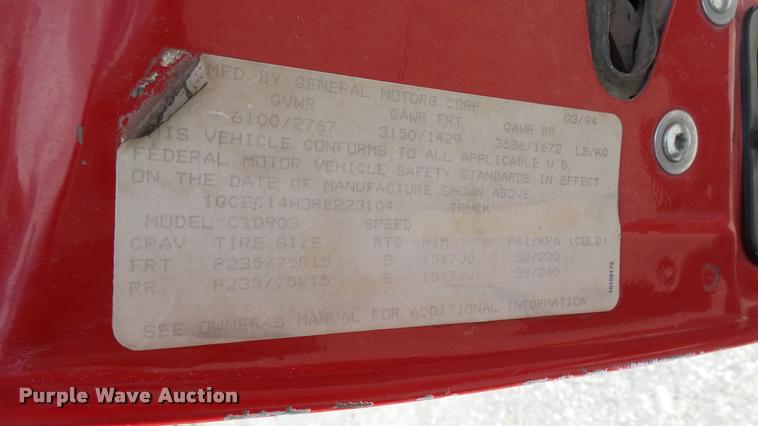 MFD BY GENERAL MOTORS CORP
GVWR GAWR FRT GAWR RR 03/94
6100/2767 3150/1429 3686/1672 LB/KG
THIS VEHICLE CONFORMS TO ALL APPLICABLE U.S.
FEDERAL MOTOR VEHICLE SAFETY STANDARDS IN EFFECT
ON THE DATE OF MANUFACTURE SHOWN ABOVE
1GCEC14H3RE223104 TRUCK
MODEL: C10903 SPEED
CPAV TIRE SIZE RTG RIM PSI/KPA (COLD)
FRT P235/75R15 S 15X7JJ 32/220
RR P235/75R15 S 15X7JJ 35/240
SEE OWNER'S MANUAL FOR ADDITIONAL INFORMATION
Purple Wave Auction